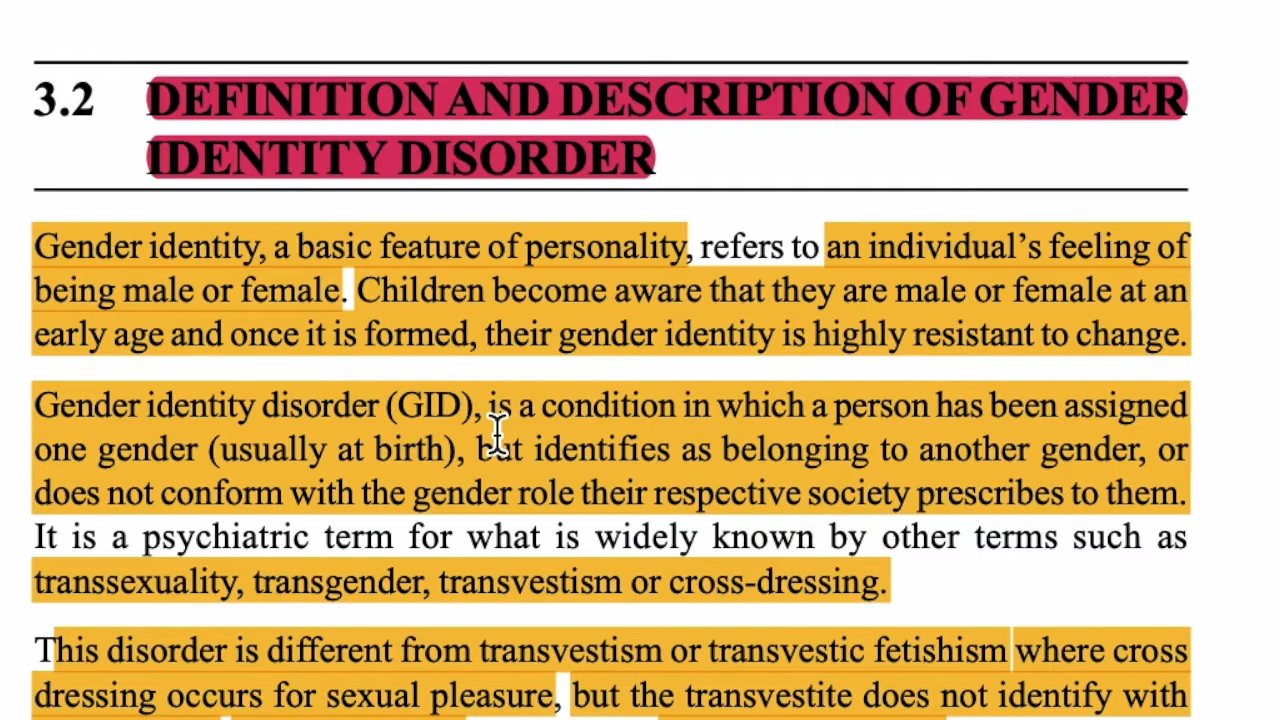 3.2 DEFINITION AND DESCRIPTION OF GENDER
IDENTITY DISORDER
Gender identity, a basic feature of personality, refers to an individual’s feeling of
being male or female. Children become aware that they are male or female at an
early age and once it is formed, their gender identity is highly resistant to change.
Gender identity disorder (GID), is a condition in which a person has been assigned
one gender (usually at birth), but identifies as belonging to another gender, or
does not conform with the gender role their respective society prescribes to them.
It is a psychiatric term for what is widely known by other terms such as
transsexuality, transgender, transvestism or cross-dressing.
This disorder is different from transvestism or transvestic fetishism where cross
dressing occurs for sexual pleasure, but the transvestite does not identify with